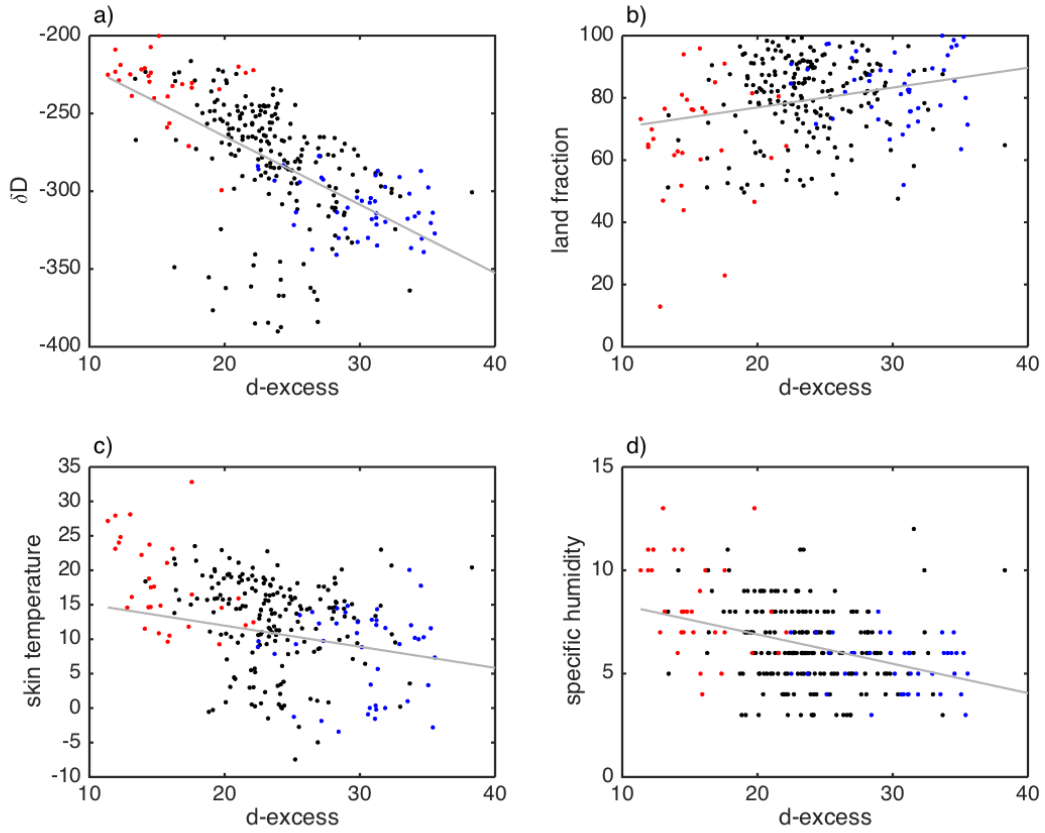 a)
-200
-250
-300
-350
-400
δD
10 20 30 40
d-excess
b)
100
80
60
40
20
0
land fraction
10 20 30 40
d-excess
c)
35
30
25
20
15
10
5
0
-5
-10
skin temperature
10 20 30 40
d-excess
d)
15
10
5
0
specific humidity
10 20 30 40
d-excess